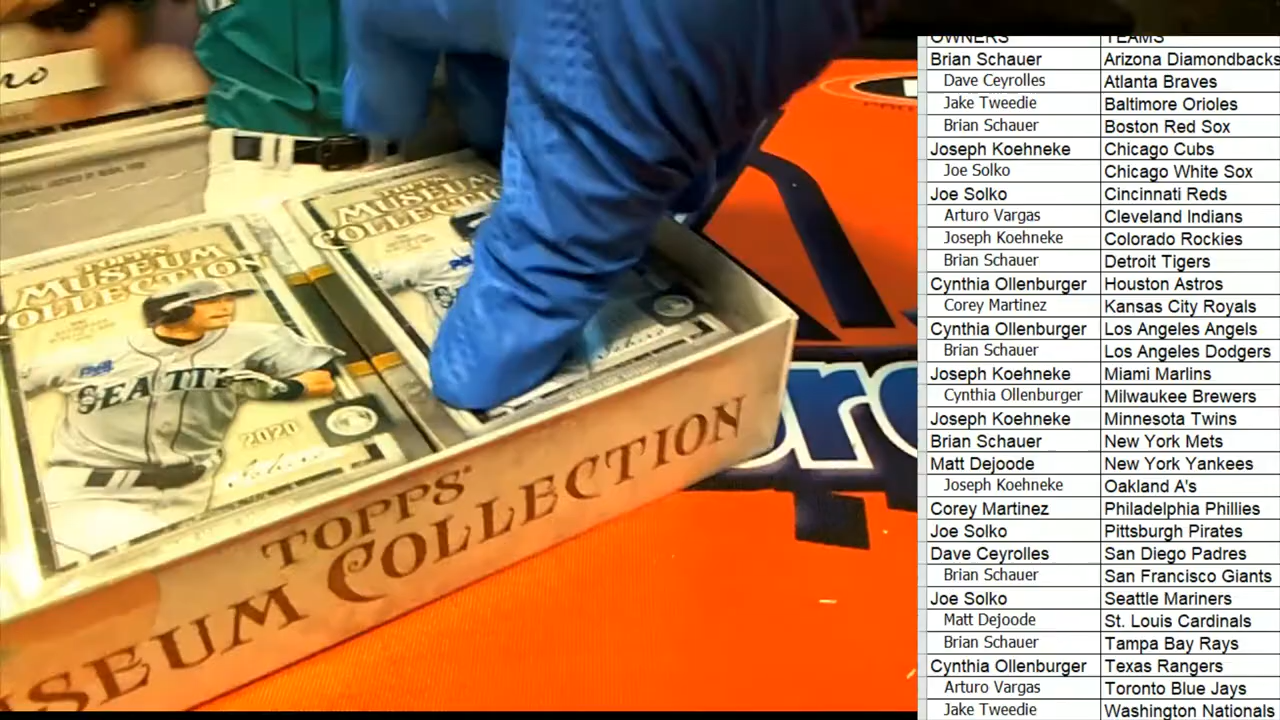 OWNERS TEAMS
Brian Schauer Arizona Diamondbacks
Dave Ceyrolles Atlanta Braves
Jake Tweedie Baltimore Orioles
Brian Schauer Boston Red Sox
Joseph Koehneke Chicago Cubs
Joe Solko Chicago White Sox
Joe Solko Cincinnati Reds
Arturo Vargas Cleveland Indians
Joseph Koehneke Colorado Rockies
Brian Schauer Detroit Tigers
Cynthia Ollenburger Houston Astros
Corey Martinez Kansas City Royals
Cynthia Ollenburger Los Angeles Angels
Brian Schauer Los Angeles Dodgers
Joseph Koehneke Miami Marlins
Cynthia Ollenburger Milwaukee Brewers
Joseph Koehneke Minnesota Twins
Brian Schauer New York Mets
Matt Dejoode New York Yankees
Joseph Koehneke Oakland A's
Corey Martinez Philadelphia Phillies
Joe Solko Pittsburgh Pirates
Dave Ceyrolles San Diego Padres
Brian Schauer San Francisco Giants
Joe Solko Seattle Mariners
Matt Dejoode St. Louis Cardinals
Brian Schauer Tampa Bay Rays
Cynthia Ollenburger Texas Rangers
Arturo Vargas Toronto Blue Jays
Jake Tweedie Washington Nationals
TOPPS
MUSEUM
COLLECTION
SEATTLE
2020
TOPPS
MUSEUM
COLLECTION
TOPPS
USEUM COLLECTION